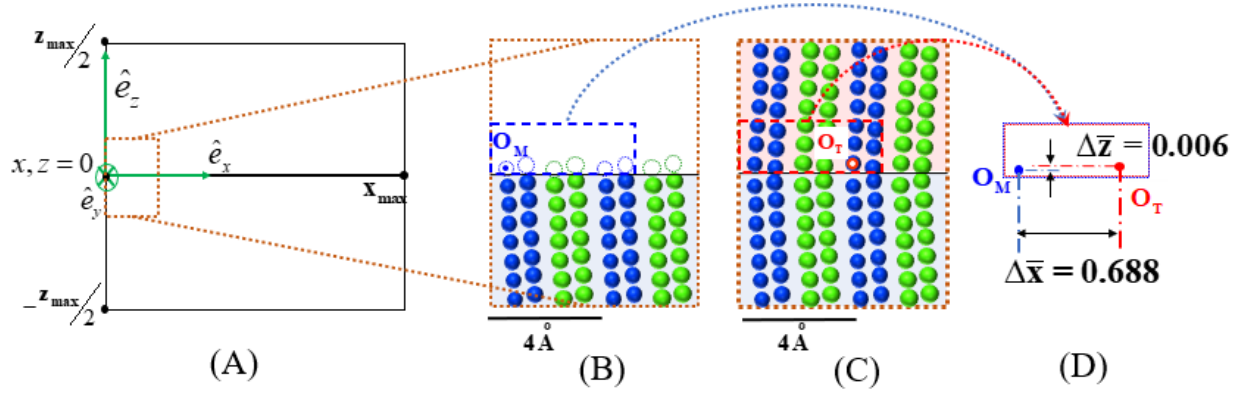 z_max/2
ê_z
x, z = 0
ê_x
ê_y
x_max
−z_max/2
(A)
O_M
4 Å
(B)
O_T
4 Å
(C)
Δz̅ = 0.006
O_M
O_T
Δx̅ = 0.688
(D)